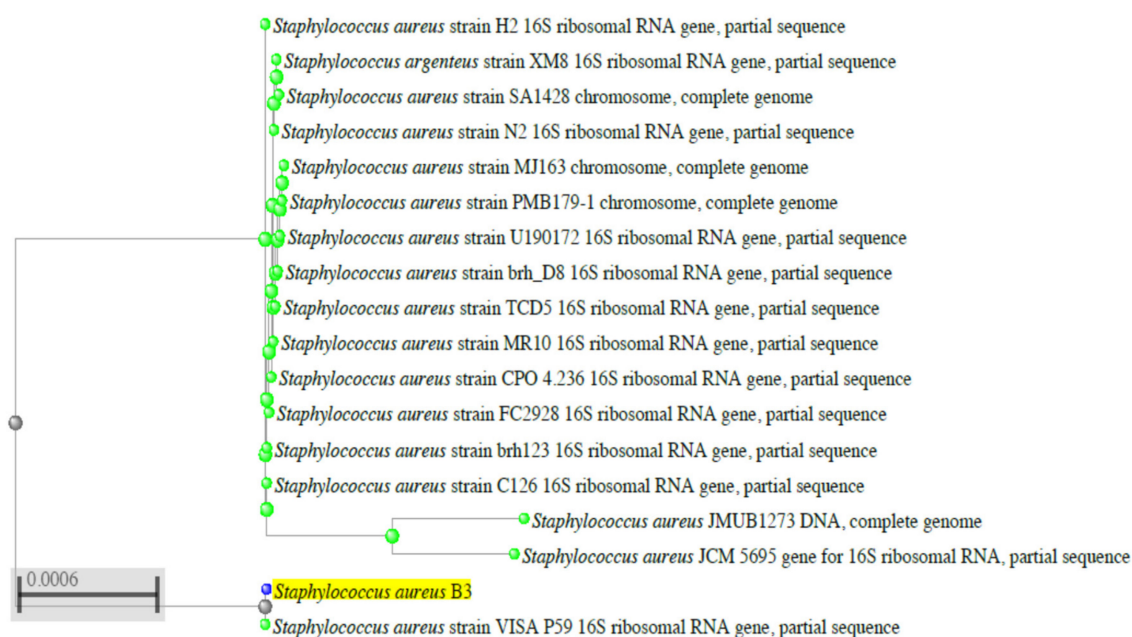 Staphylococcus aureus strain H2 16S ribosomal RNA gene, partial sequence
Staphylococcus argenteus strain XM8 16S ribosomal RNA gene, partial sequence
Staphylococcus aureus strain SA1428 chromosome, complete genome
Staphylococcus aureus strain N2 16S ribosomal RNA gene, partial sequence
Staphylococcus aureus strain MJ163 chromosome, complete genome
Staphylococcus aureus strain PMB179-1 chromosome, complete genome
Staphylococcus aureus strain U190172 16S ribosomal RNA gene, partial sequence
Staphylococcus aureus strain brh_D8 16S ribosomal RNA gene, partial sequence
Staphylococcus aureus strain TCD5 16S ribosomal RNA gene, partial sequence
Staphylococcus aureus strain MR10 16S ribosomal RNA gene, partial sequence
Staphylococcus aureus strain CPO 4.236 16S ribosomal RNA gene, partial sequence
Staphylococcus aureus strain FC2928 16S ribosomal RNA gene, partial sequence
Staphylococcus aureus strain brh123 16S ribosomal RNA gene, partial sequence
Staphylococcus aureus strain C126 16S ribosomal RNA gene, partial sequence
Staphylococcus aureus JMUB1273 DNA, complete genome
Staphylococcus aureus JCM 5695 gene for 16S ribosomal RNA, partial sequence
0.0006
Staphylococcus aureus B3
Staphylococcus aureus strain VISA P59 16S ribosomal RNA gene, partial sequence